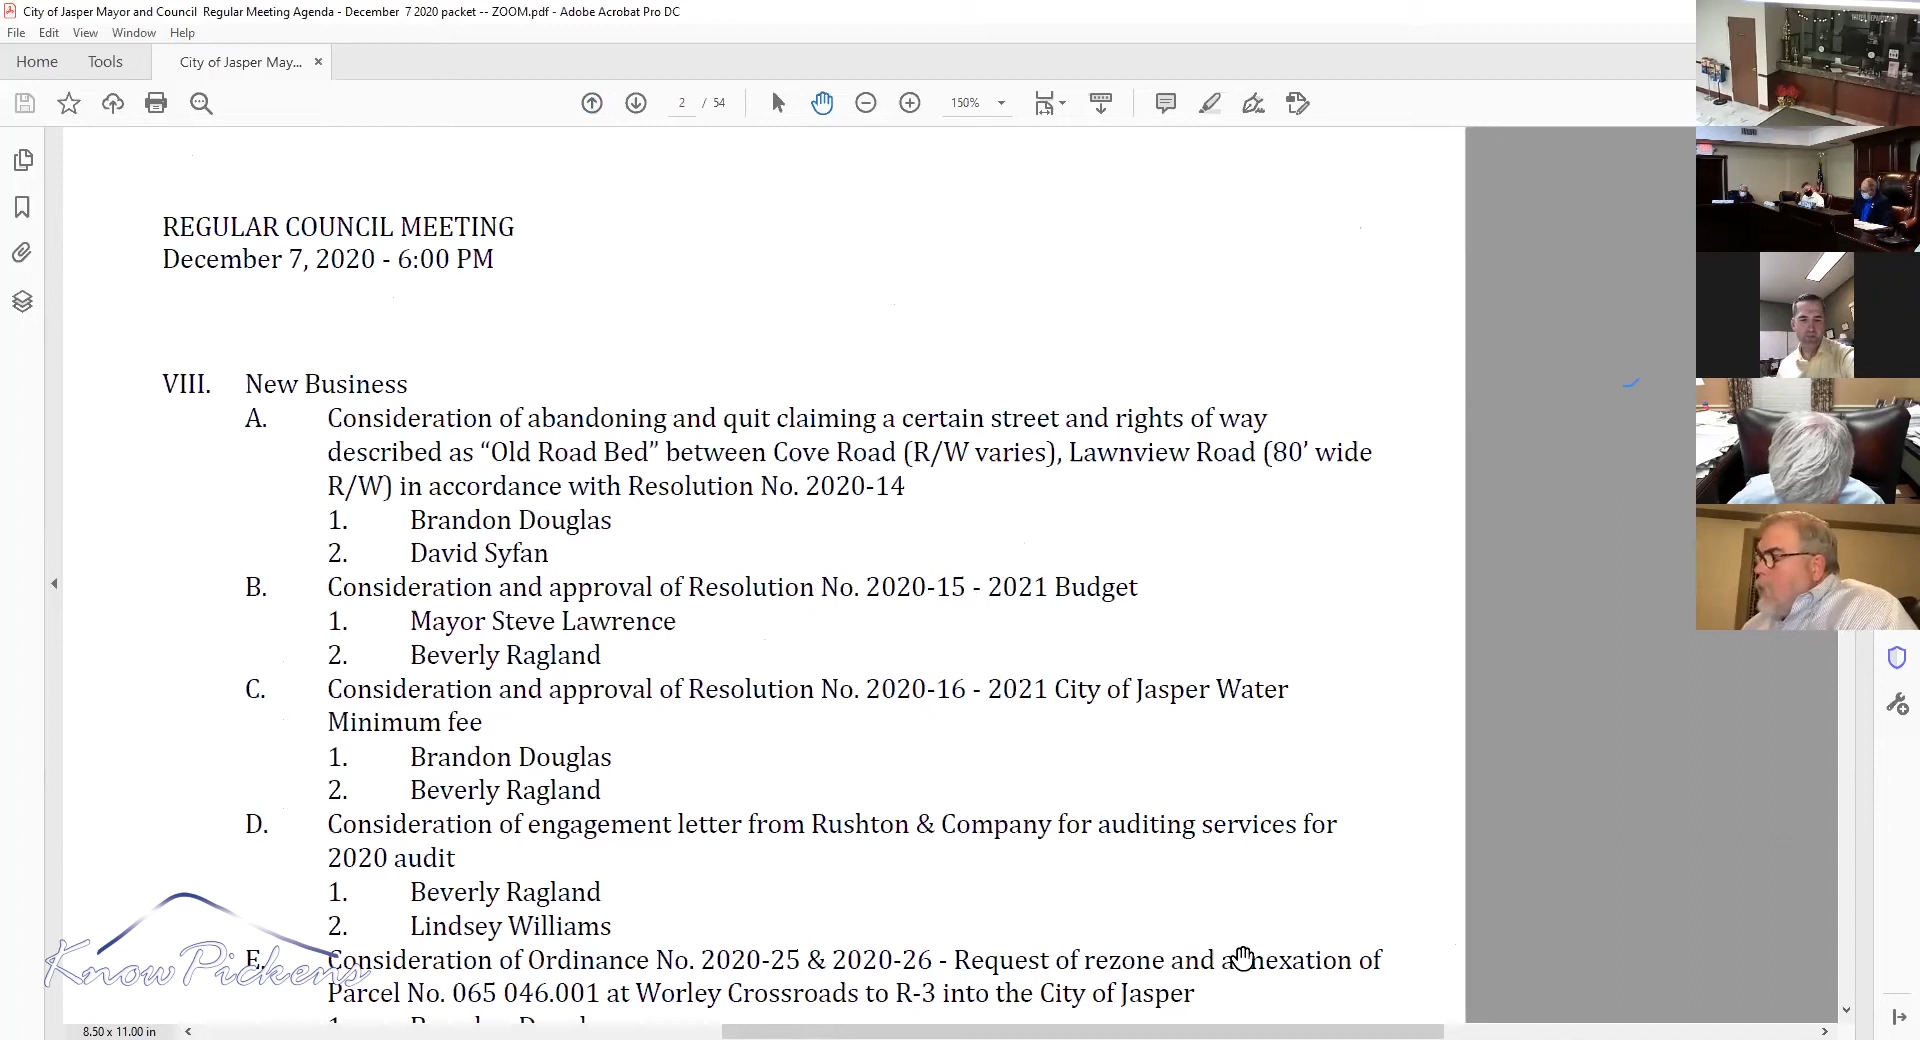 City of Jasper Mayor and Council Regular Meeting Agenda - December 7 2020 packet -- ZOOM.pdf - Adobe Acrobat Pro DC
File Edit View Window Help
Home Tools City of Jasper May... ×
2 / 54 150%
REGULAR COUNCIL MEETING
December 7, 2020 - 6:00 PM
VIII. New Business
A. Consideration of abandoning and quit claiming a certain street and rights of way
described as “Old Road Bed” between Cove Road (R/W varies), Lawnview Road (80’ wide
R/W) in accordance with Resolution No. 2020-14
1. Brandon Douglas
2. David Syfan
B. Consideration and approval of Resolution No. 2020-15 - 2021 Budget
1. Mayor Steve Lawrence
2. Beverly Ragland
C. Consideration and approval of Resolution No. 2020-16 - 2021 City of Jasper Water
Minimum fee
1. Brandon Douglas
2. Beverly Ragland
D. Consideration of engagement letter from Rushton & Company for auditing services for
2020 audit
1. Beverly Ragland
2. Lindsey Williams
E. Consideration of Ordinance No. 2020-25 & 2020-26 - Request of rezone and annexation of
Parcel No. 065 046.001 at Worley Crossroads to R-3 into the City of Jasper
KnowPickens
8.50 x 11.00 in